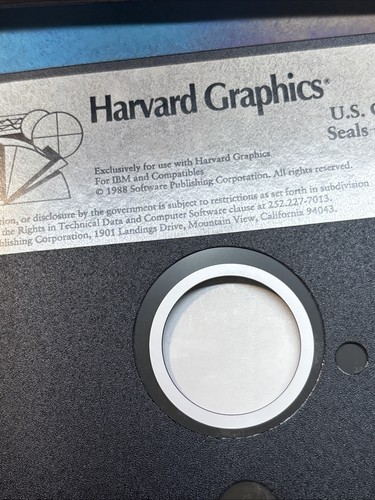 Harvard Graphics®
U.S.
Seals
Exclusively for use with Harvard Graphics
For IBM and Compatibles
© 1988 Software Publishing Corporation. All rights reserved.
or disclosure by the government is subject to restrictions as set forth in subdivision
the Rights in Technical Data and Computer Software clause at 252.227-7013.
Corporation, 1901 Landings Drive, Mountain View, California 94043.